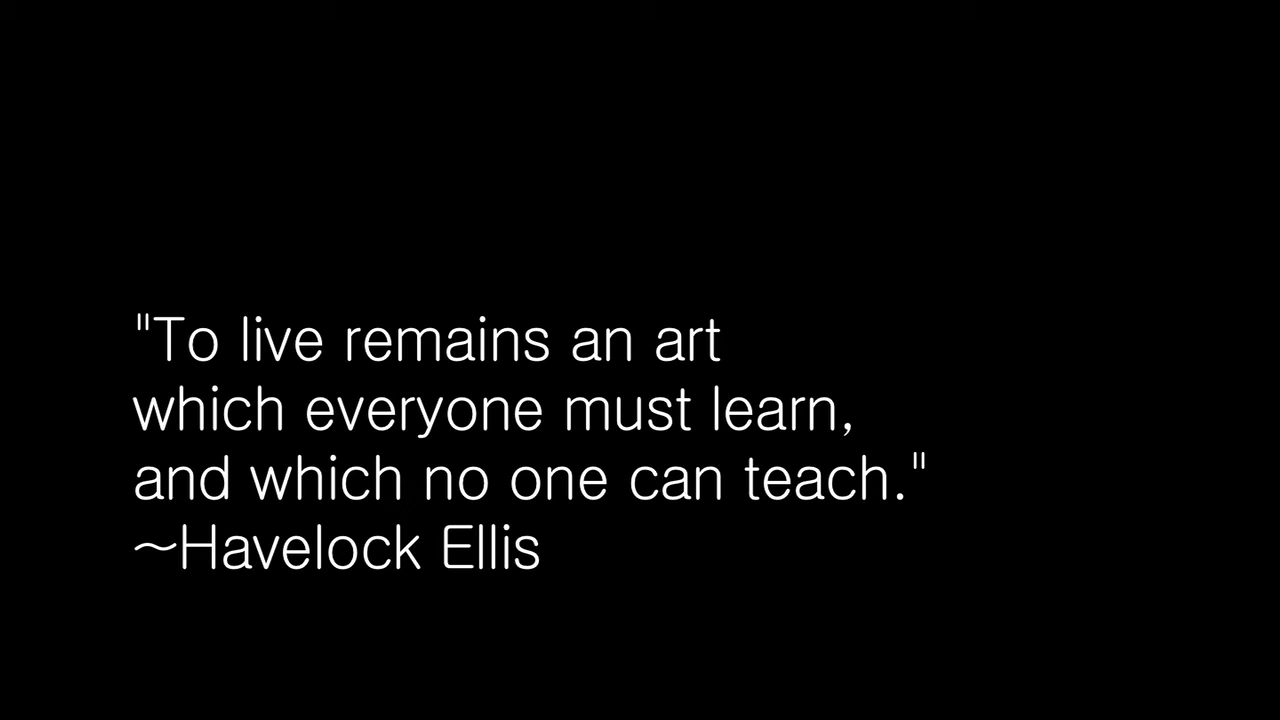 "To live remains an art
which everyone must learn,
and which no one can teach."
~Havelock Ellis